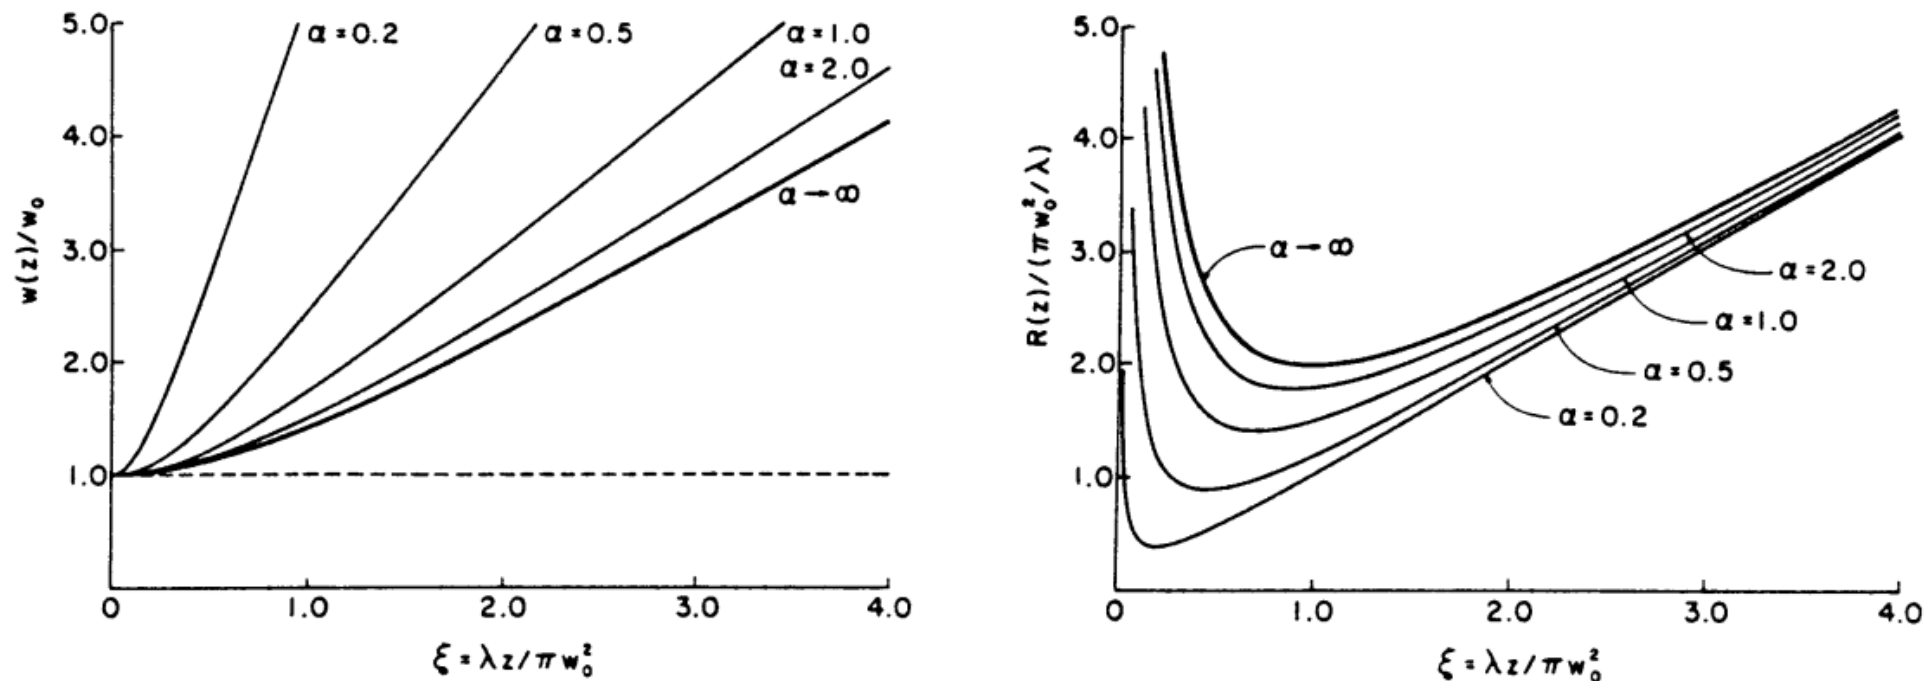 5.0
4.0
3.0
2.0
1.0
0
1.0
2.0
3.0
4.0
w(z)/w₀
ξ = λz/πw₀²
α = 0.2
α = 0.5
α = 1.0
α = 2.0
α → ∞
5.0
4.0
3.0
2.0
1.0
0
1.0
2.0
3.0
4.0
R(z)/(πw₀²/λ)
ξ = λz/πw₀²
α → ∞
α = 2.0
α = 1.0
α = 0.5
α = 0.2